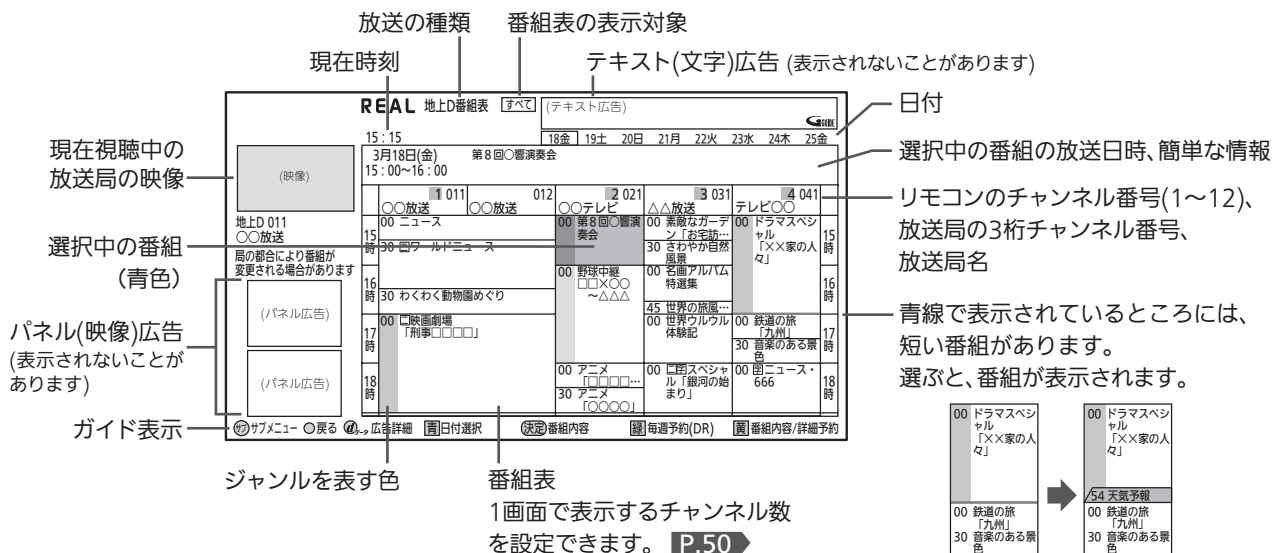 放送の種類
番組表の表示対象
現在時刻
テキスト(文字)広告 (表示されないことがあります)
日付
選択中の番組の放送日時、簡単な情報
リモコンのチャンネル番号(1〜12)、
放送局の3桁チャンネル番号、
放送局名
青線で表示されているところには、
短い番組があります。
選ぶと、番組が表示されます。
現在視聴中の
放送局の映像
選択中の番組
(青色)
パネル(映像)広告
(表示されないことが
あります)
ガイド表示
ジャンルを表す色
番組表
1画面で表示するチャンネル数
を設定できます。 P.50
REAL 地上D番組表 すべて (テキスト広告)
G GUIDE
15:15 18金 19土 20日 21月 22火 23水 24木 25金
3月18日(金) 第8回○響演奏会
15:00〜16:00
(映像)
地上D 011
○○放送
局の都合により番組が
変更される場合があります
(パネル広告)
(パネル広告)
1 011
○○放送
012
○○放送
2 021
○○テレビ
3 031
△△放送
4 041
テレビ○○
15時
16時
17時
18時
00 ニュース
30 ワールドニュース
30 わくわく動物園めぐり
00 映画劇場
「刑事□□□□」
00 第8回○響演
奏会
00 野球中継
□□×○○
〜△△△
00 アニメ
「□□□□…
30 アニメ
「○○○○」
00 素敵なガーデ
ン「お宅訪…
30 さわやか自然
風景
00 名画アルバム
特選集
45 世界の旅風…
00 世界ウルウル
体験記
00 スペシャ
ル「銀河の始
まり」
00 ドラマスペシ
ャル
「××家の人
々」
00 鉄道の旅
「九州」
30 音楽のある景
色
00 ニュース・
666
15時
16時
17時
18時
サブ サブメニュー 戻る d データ 広告詳細 青 日付選択 決定 番組内容 緑 毎週予約(DR) 黄 番組内容/詳細予約
00 ドラマスペシ
ャル
「××家の人
々」
00 鉄道の旅
「九州」
30 音楽のある景
色
00 ドラマスペシ
ャル
「××家の人
々」
54 天気予報
00 鉄道の旅
「九州」
30 音楽のある景
色